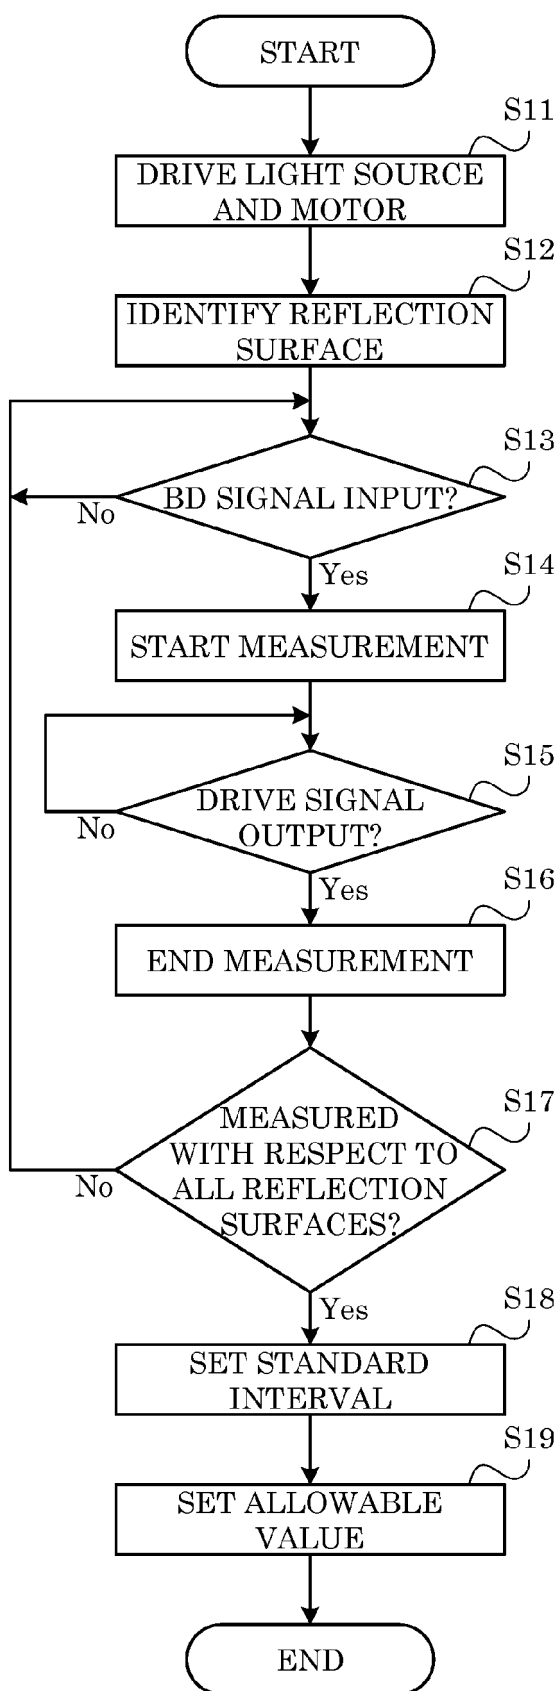 START
S11
DRIVE LIGHT SOURCE
AND MOTOR
S12
IDENTIFY REFLECTION
SURFACE
S13
BD SIGNAL INPUT?
No
Yes
S14
START MEASUREMENT
S15
DRIVE SIGNAL
OUTPUT?
No
Yes
S16
END MEASUREMENT
S17
MEASURED
WITH RESPECT TO
ALL REFLECTION
SURFACES?
No
Yes
S18
SET STANDARD
INTERVAL
S19
SET ALLOWABLE
VALUE
END